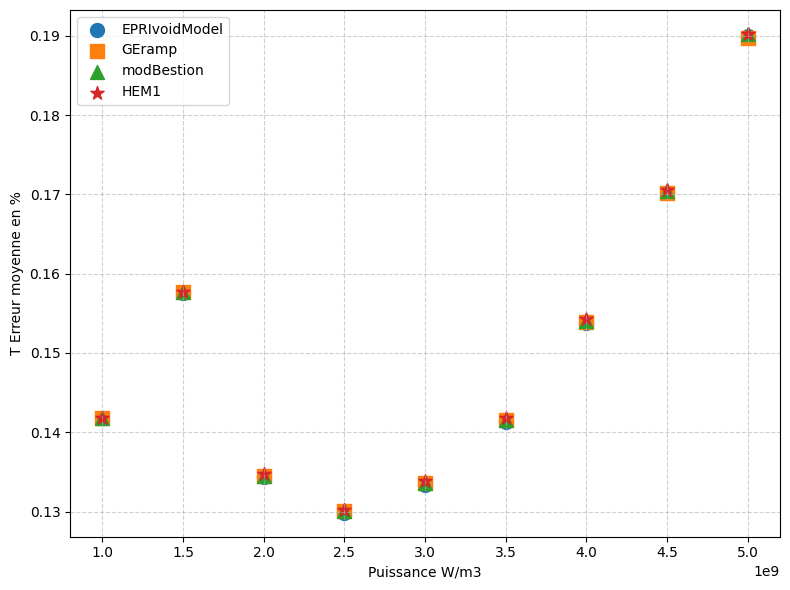 EPRIvoidModel
GEramp
modBestion
HEM1
T Erreur moyenne en %
0.19
0.18
0.17
0.16
0.15
0.14
0.13
1.0 1.5 2.0 2.5 3.0 3.5 4.0 4.5 5.0
1e9
Puissance W/m3